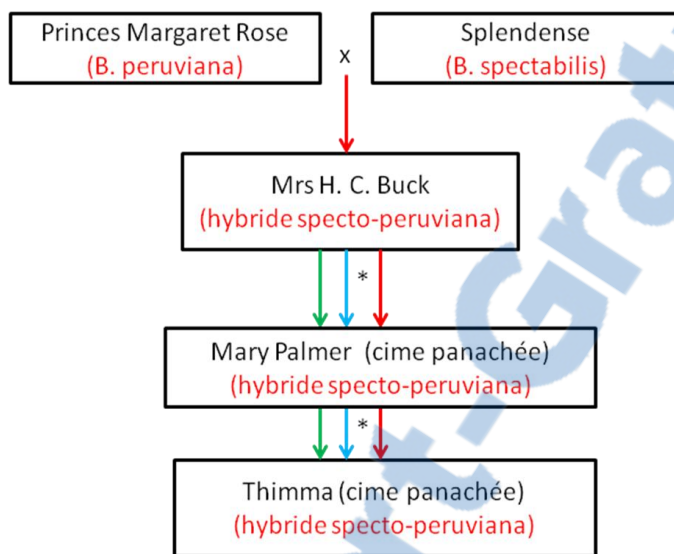 Princes Margaret Rose
(B. peruviana)
x
Splendense
(B. spectabilis)
Mrs H. C. Buck
(hybride specto-peruviana)
*
Mary Palmer (cime panachée)
(hybride specto-peruviana)
*
Thimma (cime panachée)
(hybride specto-peruviana)